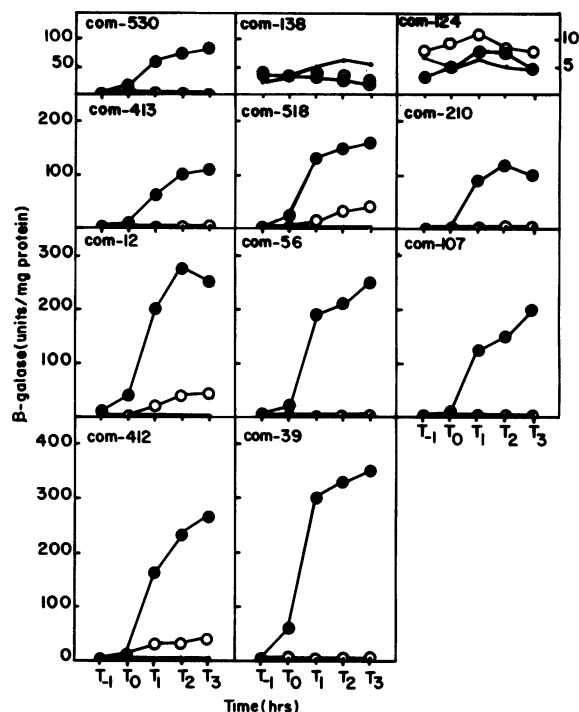 com-530 com-138 com-124
100
50
0
10
5
com-413 com-518 com-210
200
100
0
com-12 com-56 com-107
300
200
100
0
T-1 T0 T1 T2 T3
com-412 com-39
400
300
200
100
0
T-1 T0 T1 T2 T3 T-1 T0 T1 T2 T3
Time(hrs)
β-galase(units/mg protein)